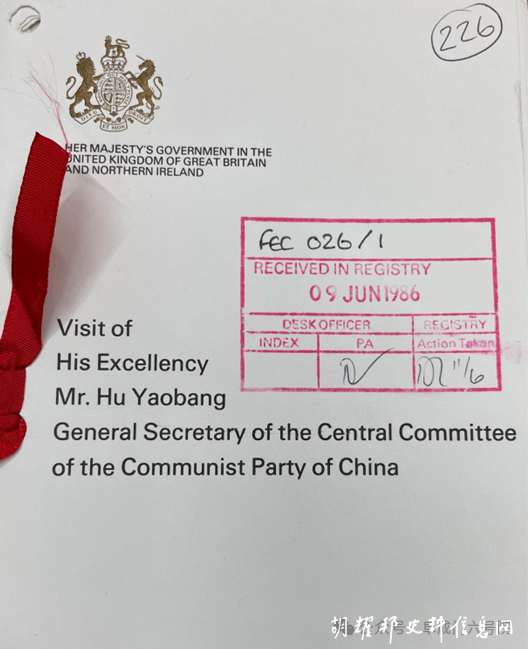 226
HER MAJESTY'S GOVERNMENT IN THE
UNITED KINGDOM OF GREAT BRITAIN
AND NORTHERN IRELAND
FEC 026/1
RECEIVED IN REGISTRY
09 JUN 1986
DESK OFFICER REGISTRY
INDEX PA Action Taken
11/6
Visit of
His Excellency
Mr. Hu Yaobang
General Secretary of the Central Committee
of the Communist Party of China
胡耀邦史料信息网